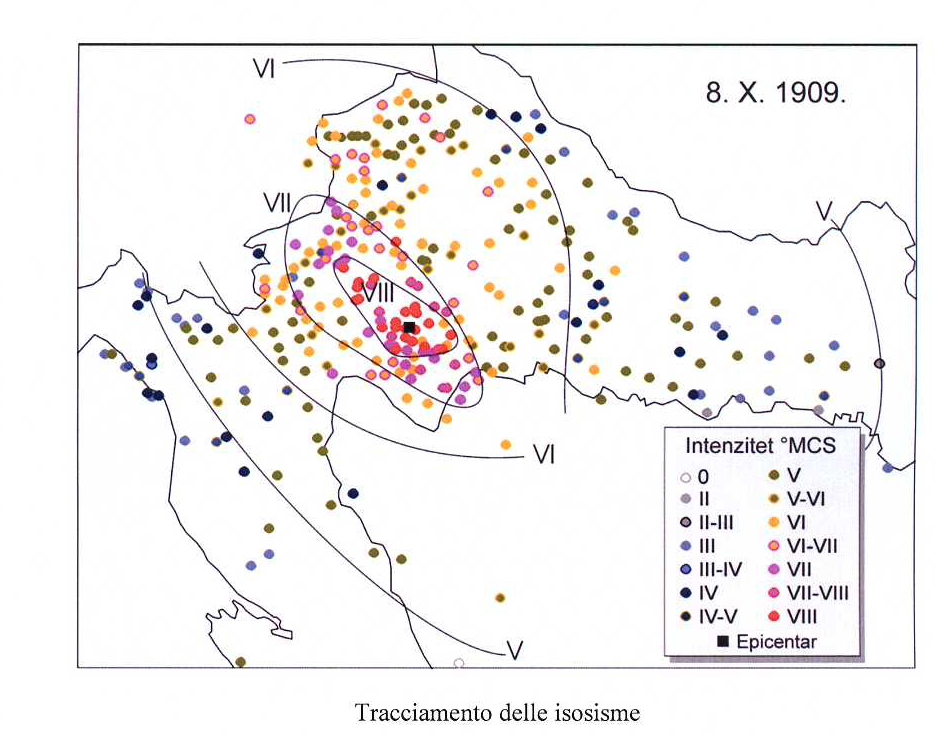 VI
8. X. 1909.
VII
V
VIII
VI
V
Intenzitet °MCS
0
II
II-III
III
III-IV
IV
IV-V
V
V-VI
VI
VI-VII
VII
VII-VIII
VIII
Epicentar
Tracciamento delle isosisme